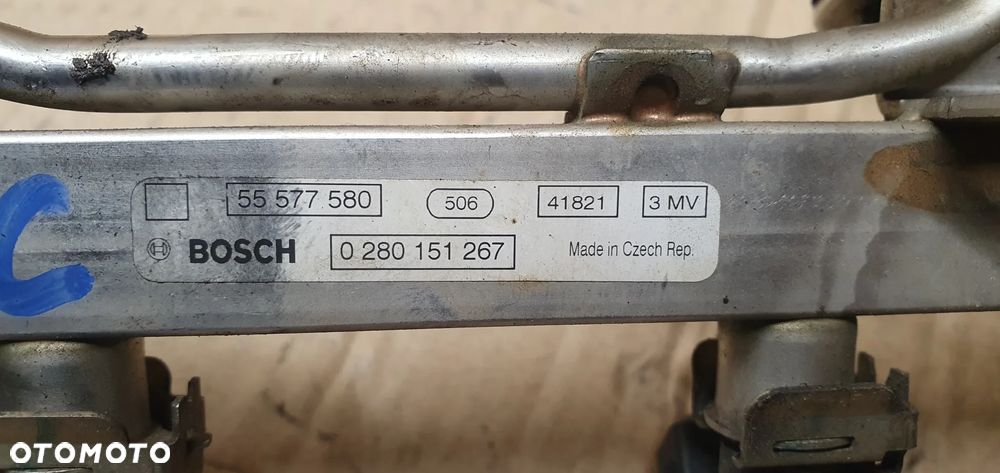 55 577 580 506 41821 3 MV
BOSCH 0 280 151 267 Made in Czech Rep.
C
OTOMOTO